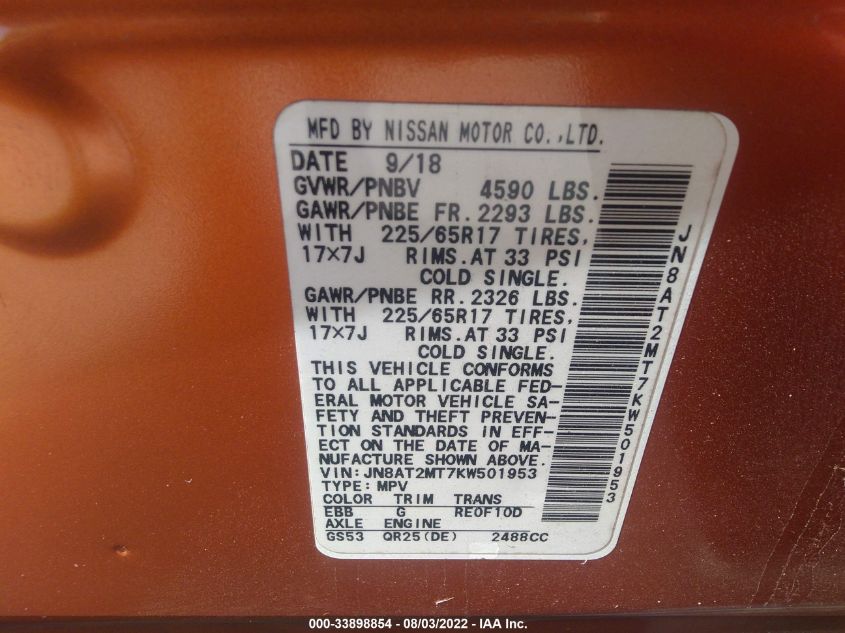 MFD BY NISSAN MOTOR CO.,LTD.
DATE 9/18
GVWR/PNBV 4590 LBS.
GAWR/PNBE FR. 2293 LBS.
WITH 225/65R17 TIRES,
17×7J RIMS. AT 33 PSI
COLD SINGLE.
GAWR/PNBE RR. 2326 LBS.
WITH 225/65R17 TIRES,
17×7J RIMS. AT 33 PSI
COLD SINGLE.
THIS VEHICLE CONFORMS
TO ALL APPLICABLE FED-
ERAL MOTOR VEHICLE SA-
FETY AND THEFT PREVEN-
TION STANDARDS IN EFF-
ECT ON THE DATE OF MA-
NUFACTURE SHOWN ABOVE.
VIN: JN8AT2MT7KW501953
TYPE: MPV
COLOR TRIM TRANS
EBB G RE0F10D
AXLE ENGINE
GS53 QR25(DE) 2488CC
JN8AT2MT7KW501953
000-33898854 - 08/03/2022 - IAA Inc.